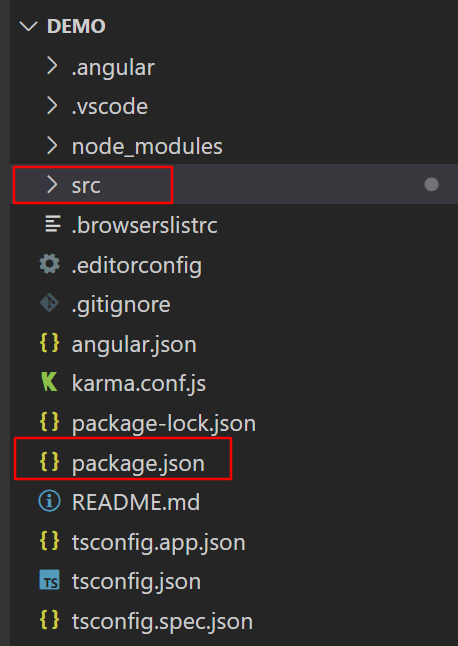 DEMO
.angular
.vscode
node_modules
src
.browserslistrc
.editorconfig
.gitignore
{} angular.json
karma.conf.js
{} package-lock.json
{} package.json
README.md
{} tsconfig.app.json
TS tsconfig.json
{} tsconfig.spec.json